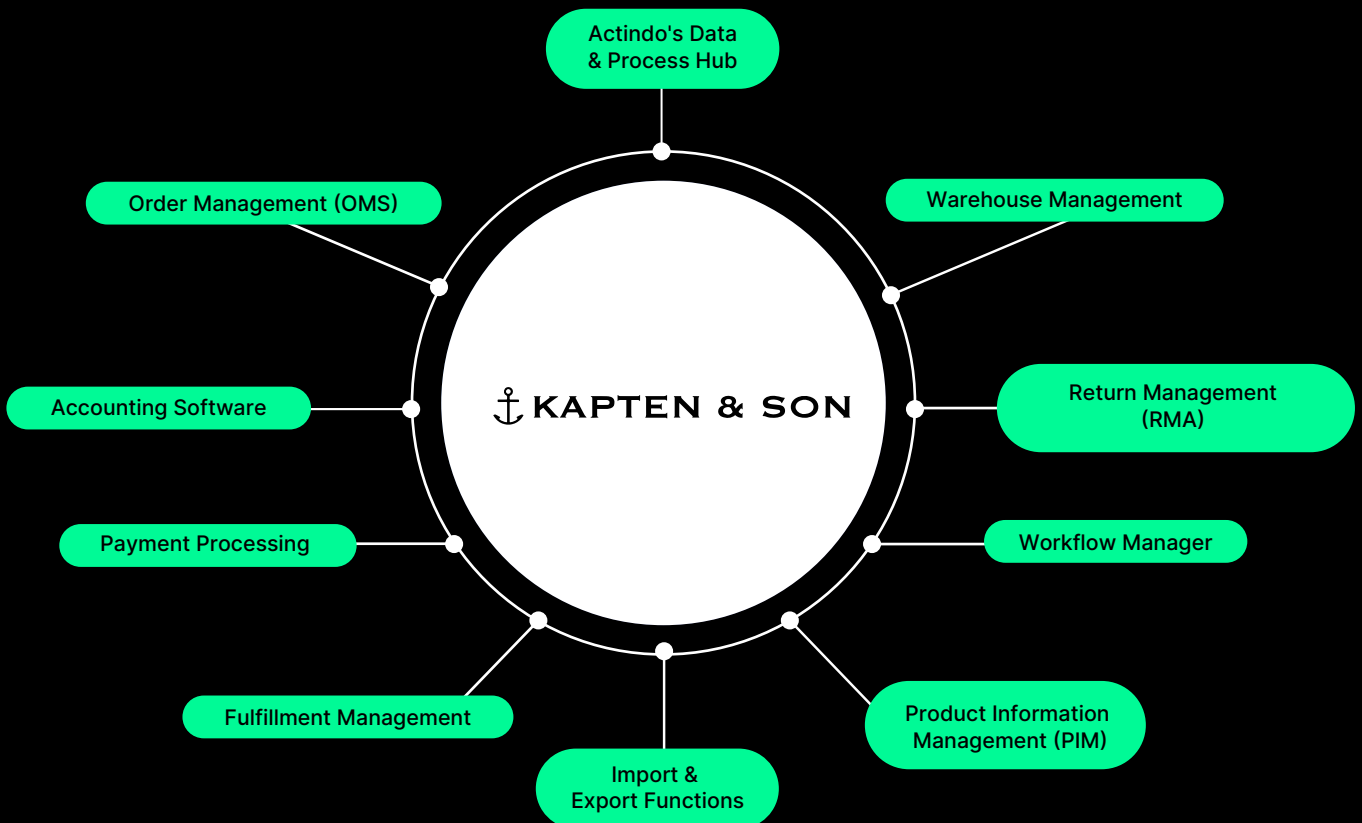 Actindo's Data
& Process Hub
Order Management (OMS)
Warehouse Management
Accounting Software
KAPTEN & SON
Return Management
(RMA)
Payment Processing
Workflow Manager
Fulfillment Management
Product Information
Management (PIM)
Import &
Export Functions